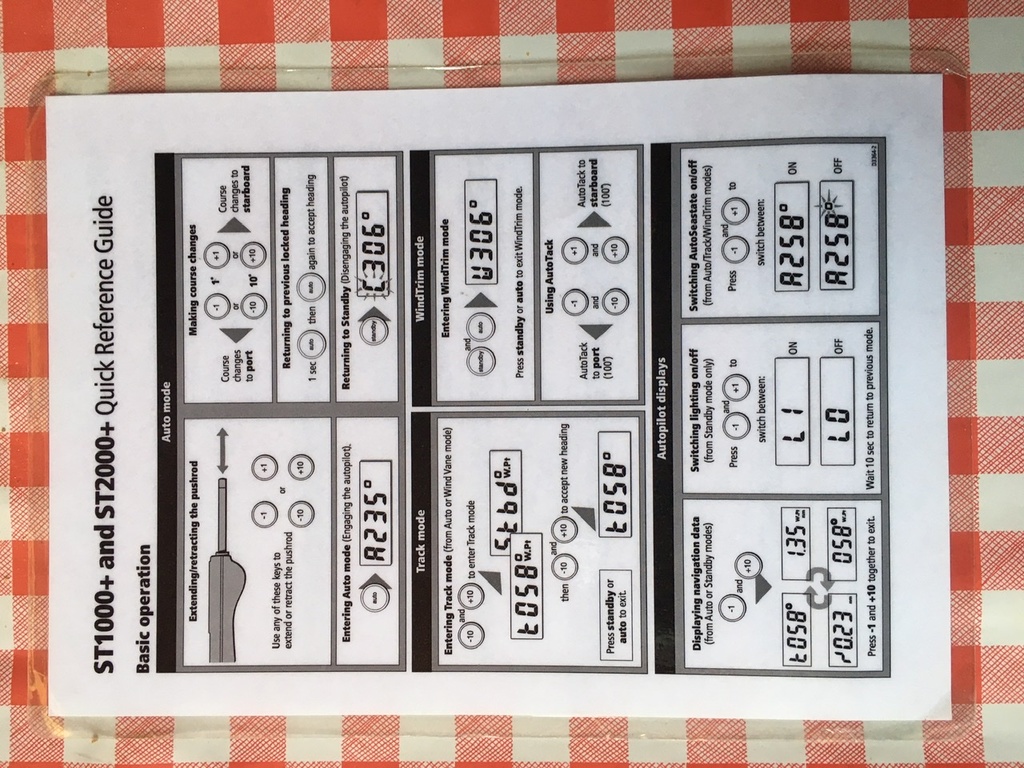 ST1000+ and ST2000+ Quick Reference Guide
Basic operation
Auto mode
Extending/retracting the pushrod
-1
+1
or
-10
+10
Use any of these keys to
extend or retract the pushrod
Entering Auto mode (Engaging the autopilot).
auto
A235°
Making course changes
Course
changes
to port
-1
1°
+1
or
or
-10
10°
+10
Course
changes to
starboard
Returning to previous locked heading
1 sec auto then auto again to accept heading
Returning to Standby (Disengaging the autopilot)
standby
C306°
Track mode
Entering Track mode (from Auto or Wind Vane mode)
-10 and +10 to enter Track mode
t058° W.Pt
Stbd° W.Pt
then -10 and +10 to accept new heading
Press standby or
auto to exit.
t058°
WindTrim mode
Entering WindTrim mode
standby and auto
W306°
Press standby or auto to exit WindTrim mode.
Using AutoTack
AutoTack
to port
(100°)
-1
+1
and
and
-10
+10
AutoTack to
starboard
(100°)
Autopilot displays
Displaying navigation data
(from Auto or Standby modes)
-1 and +10
t058°
1.35
058°
Press -1 and +10 together to exit.
Switching lighting on/off
(from Standby mode only)
Press -1 and +1 to
switch between:
L1 ON
L0 OFF
Wait 10 sec to return to previous mode.
Switching AutoSeastate on/off
(from Auto/Track/WindTrim modes)
Press -1 and +1 to
switch between:
A258° ON
A258° OFF